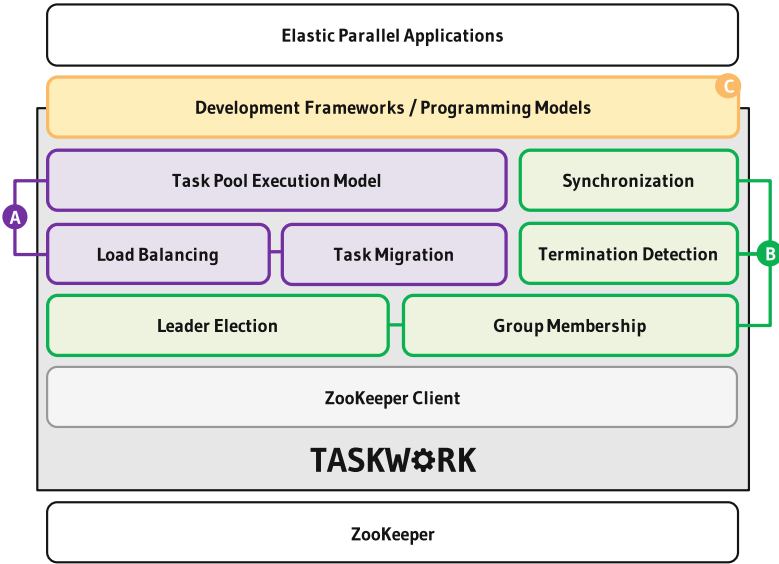 Elastic Parallel Applications
C
Development Frameworks / Programming Models
Task Pool Execution Model
Synchronization
A
Load Balancing
Task Migration
Termination Detection
B
Leader Election
Group Membership
ZooKeeper Client
TASKWORK
ZooKeeper